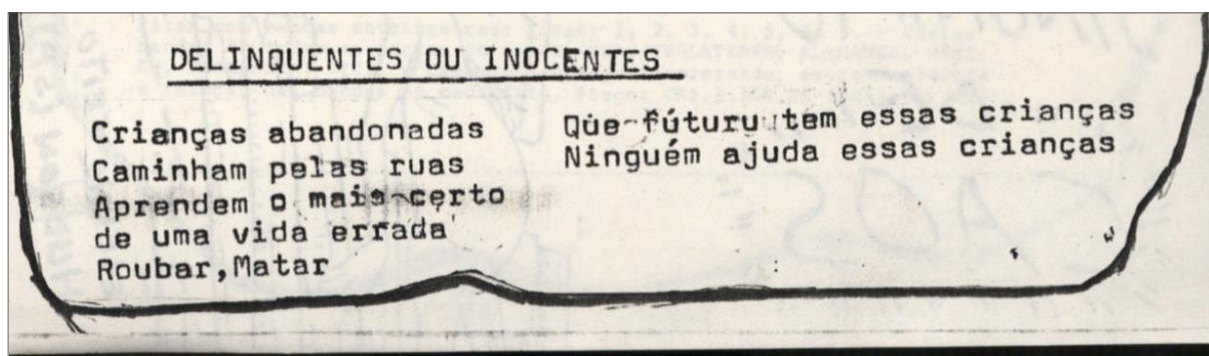 DELINQUENTES OU INOCENTES
Crianças abandonadas
Caminham pelas ruas
Aprendem o mais certo
de uma vida errada
Roubar,Matar
Que futuru tem essas crianças
Ninguém ajuda essas crianças